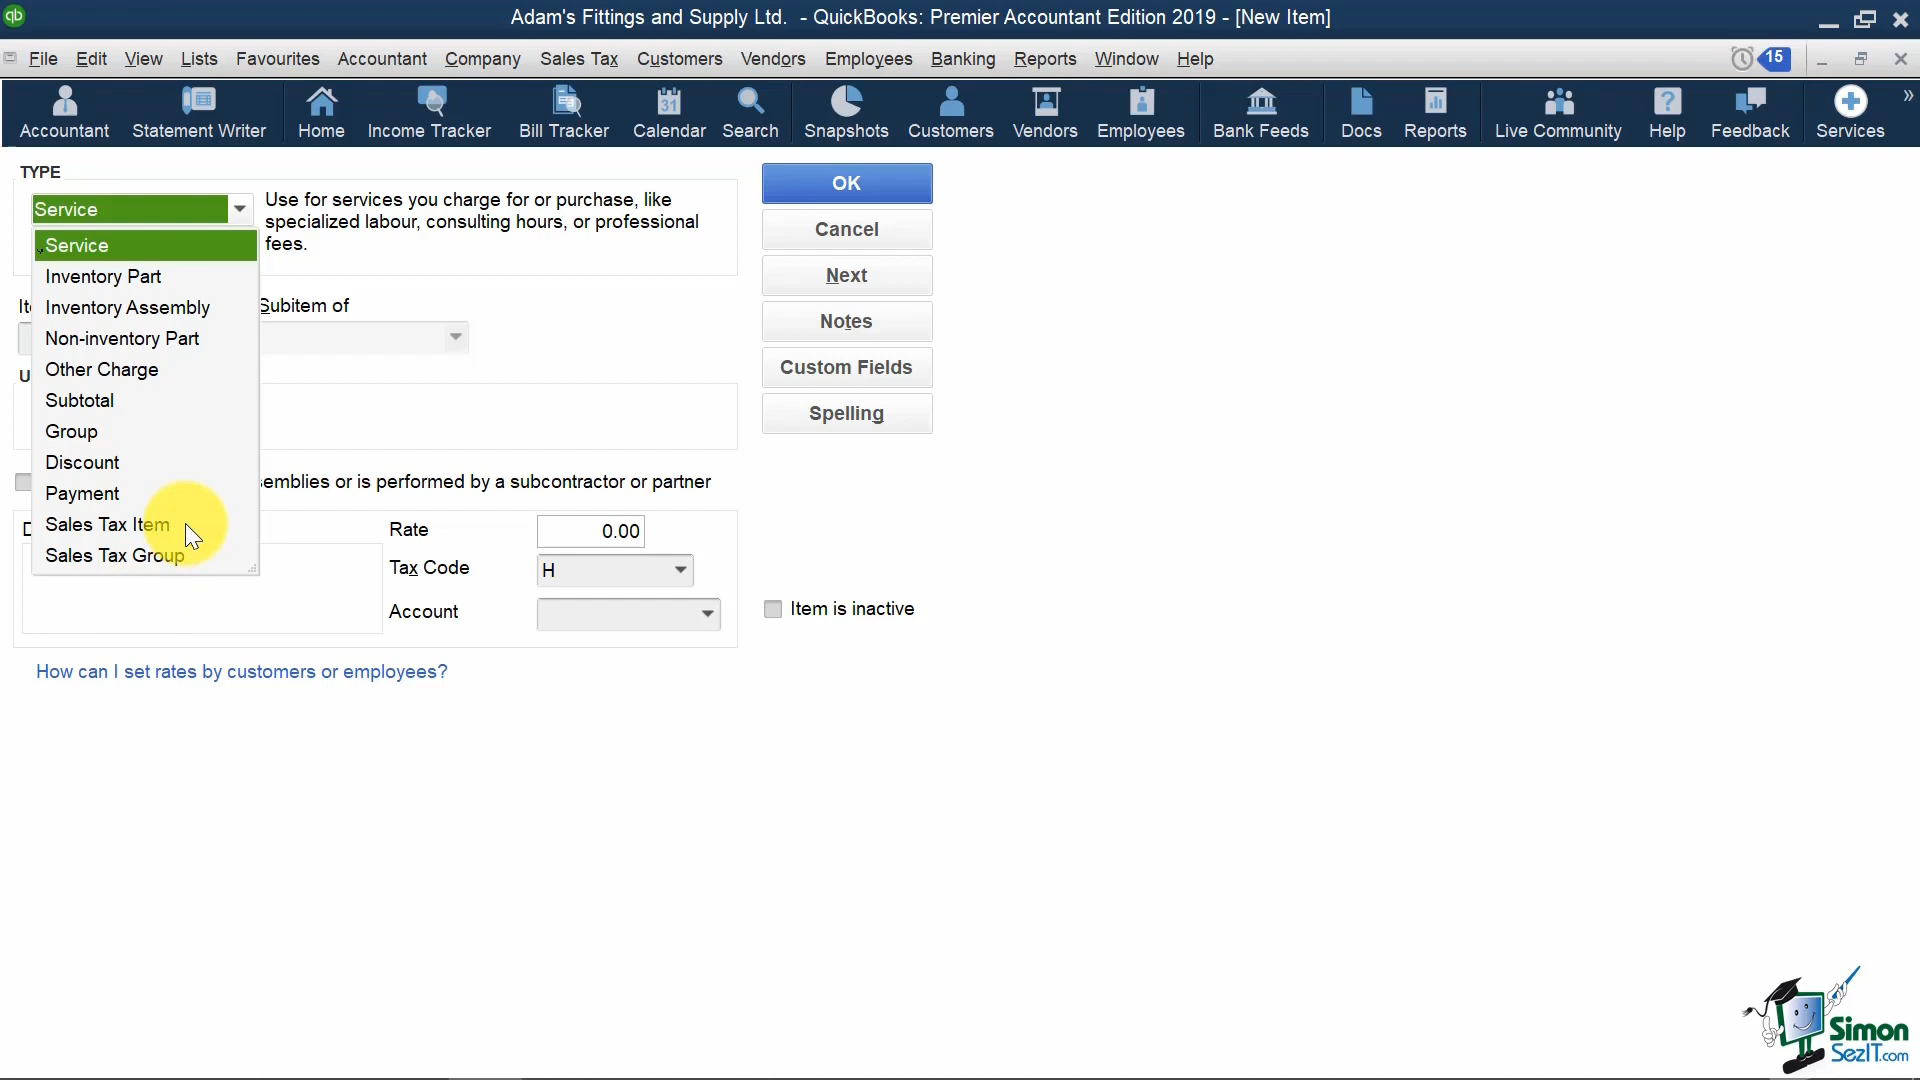 qb
Adam's Fittings and Supply Ltd. - QuickBooks: Premier Accountant Edition 2019 - [New Item]
File Edit View Lists Favourites Accountant Company Sales Tax Customers Vendors Employees Banking Reports Window Help 15
31
Accountant Statement Writer Home Income Tracker Bill Tracker Calendar Search Snapshots Customers Vendors Employees Bank Feeds Docs Reports Live Community Help Feedback Services
TYPE
Service
Use for services you charge for or purchase, like
specialized labour, consulting hours, or professional
fees.
OK
Cancel
Next
Notes
Custom Fields
Spelling
Service
Inventory Part
Inventory Assembly
Non-inventory Part
Other Charge
Subtotal
Group
Discount
Payment
Sales Tax Item
Sales Tax Group
Subitem of
emblies or is performed by a subcontractor or partner
Rate 0.00
Tax Code H
Account
Item is inactive
How can I set rates by customers or employees?
Simon
SezIT.com